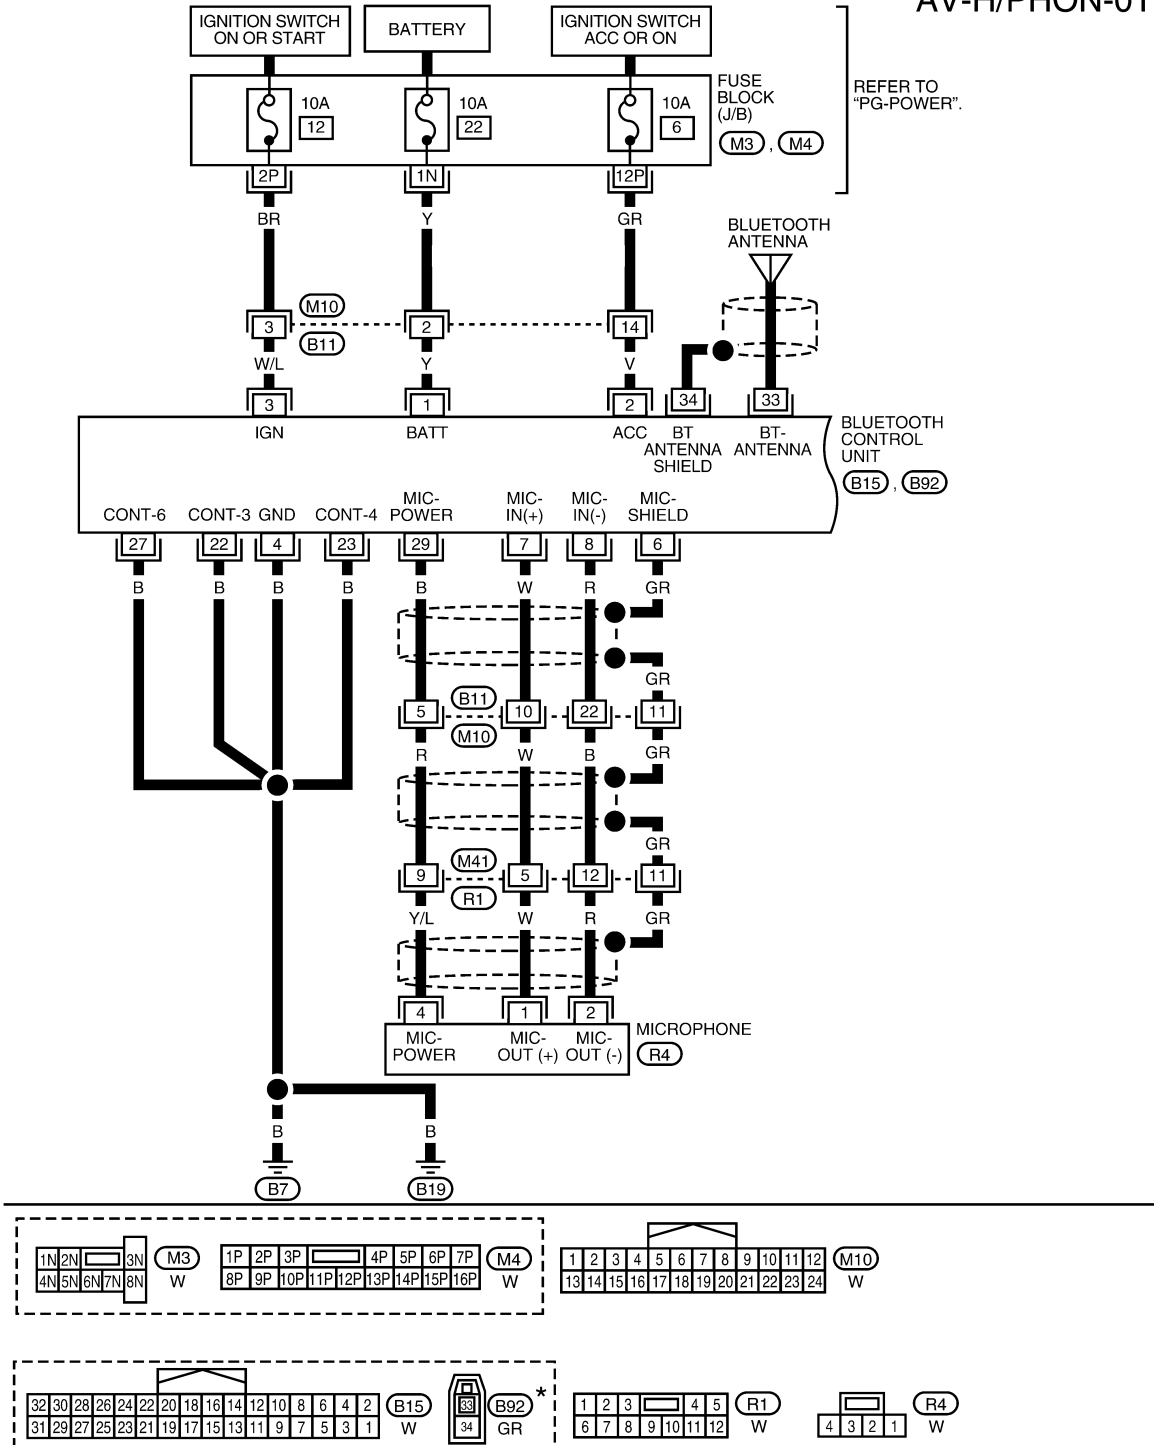 AV-H/PHON-01
IGNITION SWITCH
ON OR START
BATTERY
IGNITION SWITCH
ACC OR ON
REFER TO
“PG-POWER”.
FUSE
BLOCK
(J/B)
M3 , M4
10A
12
10A
22
10A
6
2P 1N 12P
BR Y GR
BLUETOOTH
ANTENNA
M10
3 2 14
B11
W/L Y V
3 1 2 34 33
IGN BATT ACC
BT
ANTENNA
SHIELD
BT-
ANTENNA
BLUETOOTH
CONTROL
UNIT
B15 , B92
CONT-6 CONT-3 GND CONT-4
MIC-
POWER
MIC-
IN(+)
MIC-
IN(-)
MIC-
SHIELD
27 22 4 23 29 7 8 6
B B B B B W R GR
GR
B11
5 10 22 11
M10
R W B GR
GR
M41
9 5 12 11
R1
Y/L W R GR
4 1 2
MIC-
POWER
MIC-
OUT (+)
MIC-
OUT (-)
MICROPHONE
R4
B B
B7 B19
1N 2N 3N
4N 5N 6N 7N 8N
M3
W
1P 2P 3P 4P 5P 6P 7P
8P 9P 10P 11P 12P 13P 14P 15P 16P
M4
W
1 2 3 4 5 6 7 8 9 10 11 12
13 14 15 16 17 18 19 20 21 22 23 24
M10
W
32 30 28 26 24 22 20 18 16 14 12 10 8 6 4 2
31 29 27 25 23 21 19 17 15 13 11 9 7 5 3 1
B15
W
33
34
B92 *
GR
1 2 3 4 5
6 7 8 9 10 11 12
R1
W
4 3 2 1
R4
W